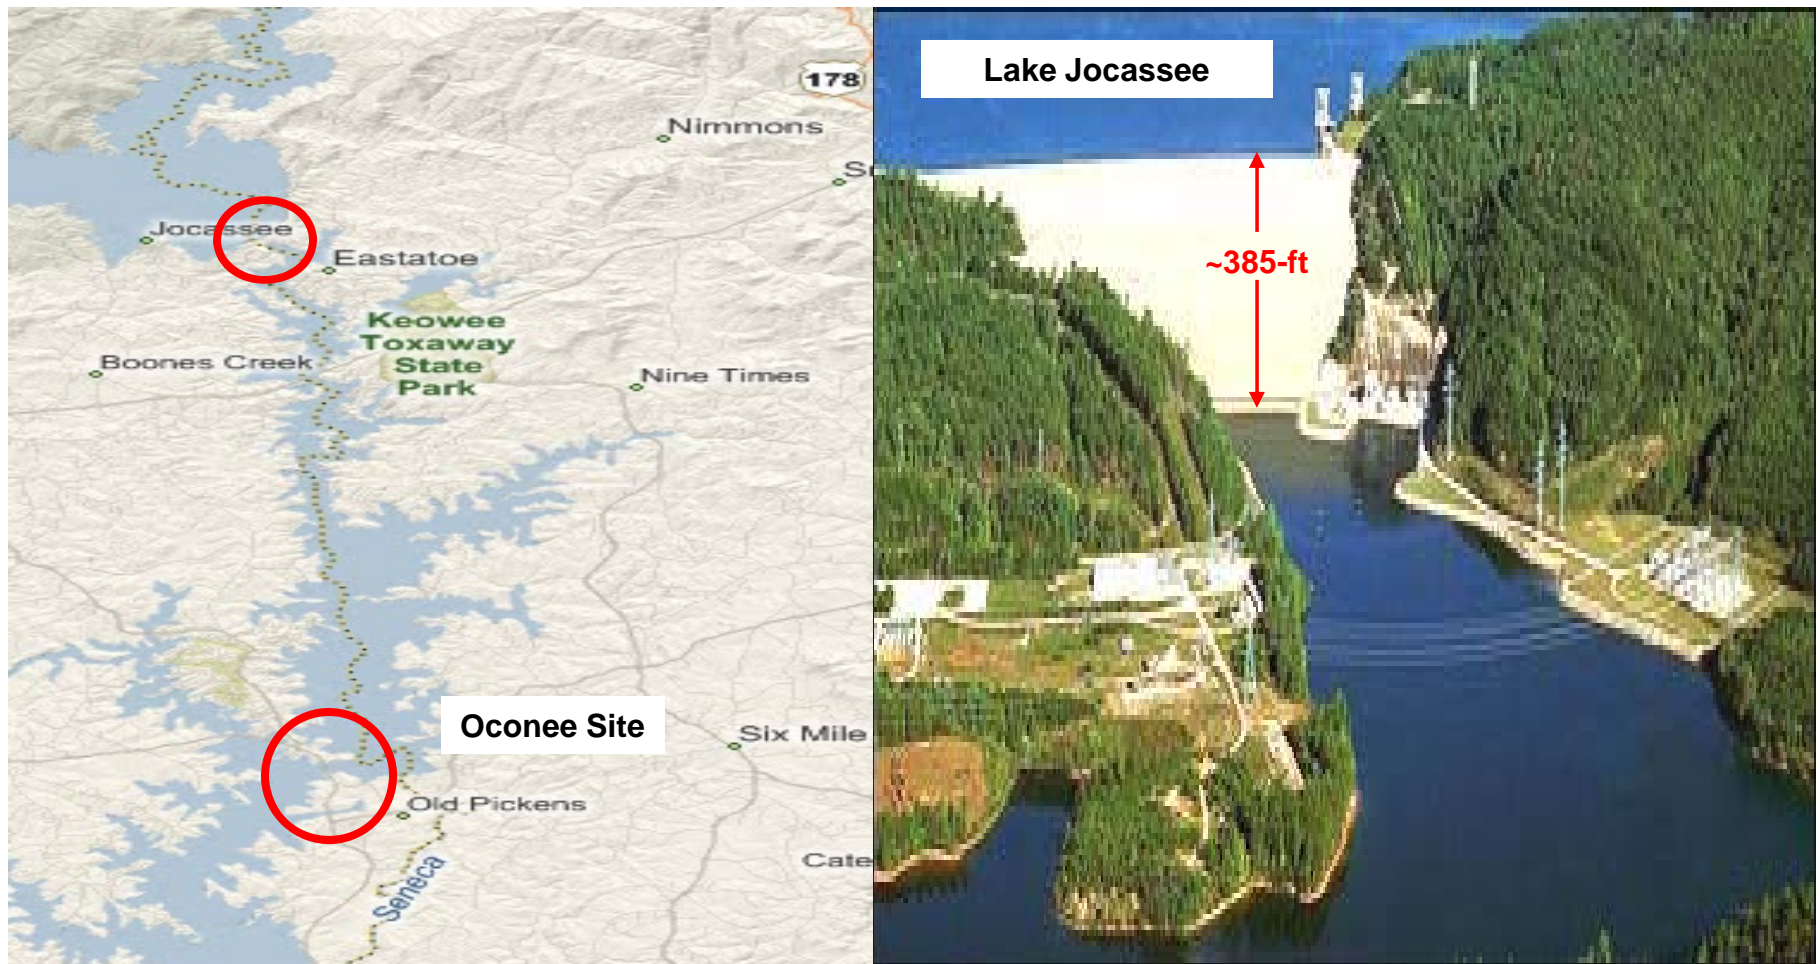 178
Nimmons
Jocassee
Eastatoe
Keowee
Toxaway
State
Park
Boones Creek
Nine Times
Oconee Site
Six Mile
Old Pickens
Seneca
Lake Jocassee
~385-ft